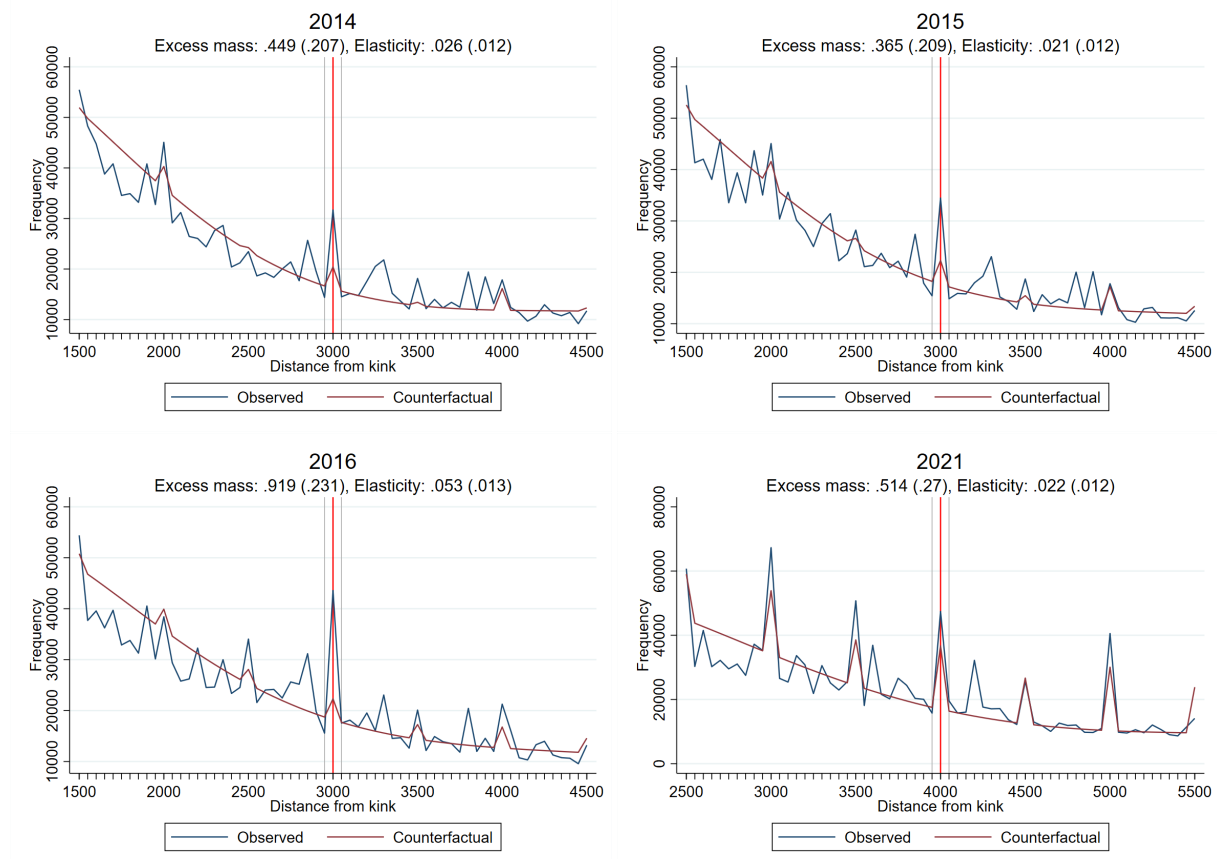 2014
Excess mass: .449 (.207), Elasticity: .026 (.012)
Frequency
60000
50000
40000
30000
20000
10000
1500 2000 2500 3000 3500 4000 4500
Distance from kink
Observed Counterfactual
2015
Excess mass: .365 (.209), Elasticity: .021 (.012)
Frequency
60000
50000
40000
30000
20000
10000
1500 2000 2500 3000 3500 4000 4500
Distance from kink
Observed Counterfactual
2016
Excess mass: .919 (.231), Elasticity: .053 (.013)
Frequency
60000
50000
40000
30000
20000
10000
1500 2000 2500 3000 3500 4000 4500
Distance from kink
Observed Counterfactual
2021
Excess mass: .514 (.27), Elasticity: .022 (.012)
Frequency
80000
60000
40000
20000
0
2500 3000 3500 4000 4500 5000 5500
Distance from kink
Observed Counterfactual